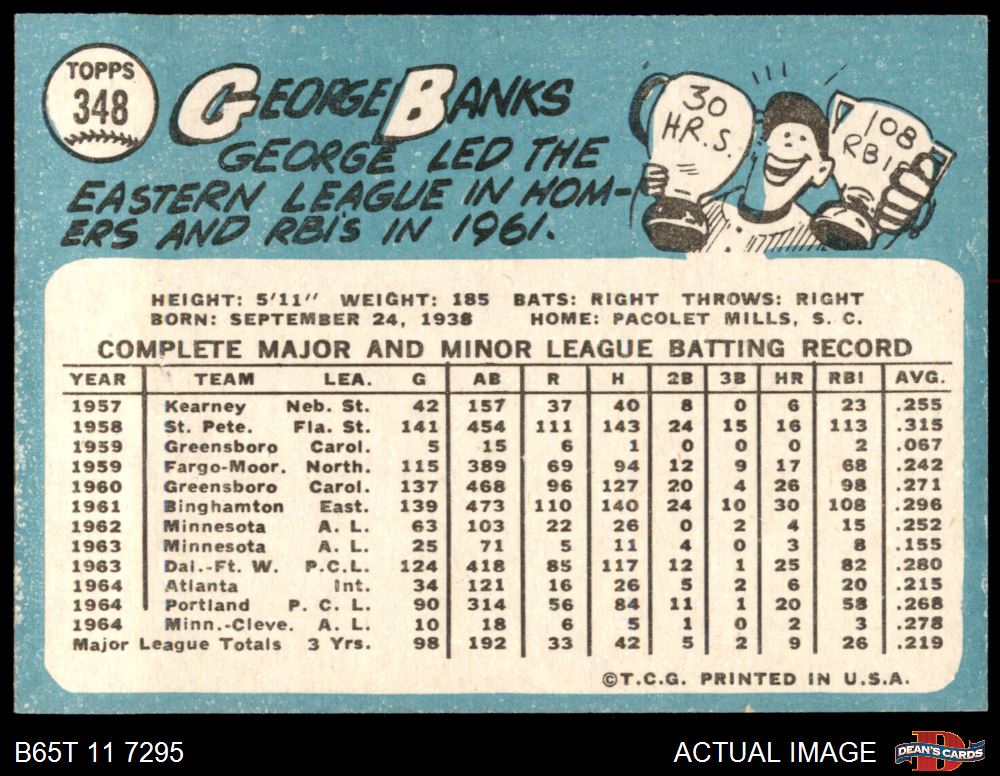 TOPPS
348
GEORGE BANKS
GEORGE LED THE
EASTERN LEAGUE IN HOM-
ERS AND RBI'S IN 1961.
30
HR.S.
108
RBI
HEIGHT: 5'11" WEIGHT: 185 BATS: RIGHT THROWS: RIGHT
BORN: SEPTEMBER 24, 1938 HOME: PACOLET MILLS, S. C.
COMPLETE MAJOR AND MINOR LEAGUE BATTING RECORD
YEAR TEAM LEA. G AB R H 2B 3B HR RBI AVG.
1957 Kearney Neb. St. 42 157 37 40 8 0 6 23 .255
1958 St. Pete. Fla. St. 141 454 111 143 24 15 16 113 .315
1959 Greensboro Carol. 5 15 6 1 0 0 0 2 .067
1959 Fargo-Moor. North. 115 389 69 94 12 9 17 68 .242
1960 Greensboro Carol. 137 468 96 127 20 4 26 98 .271
1961 Binghamton East. 139 473 110 140 24 10 30 108 .296
1962 Minnesota A. L. 63 103 22 26 0 2 4 15 .252
1963 Minnesota A. L. 25 71 5 11 4 0 3 8 .155
1963 Dal.-Ft. W. P.C.L. 124 418 85 117 12 1 25 82 .280
1964 Atlanta Int. 34 121 16 26 5 2 6 20 .215
1964 Portland P. C. L. 90 314 56 84 11 1 20 58 .268
1964 Minn.-Cleve. A. L. 10 18 6 5 1 0 2 3 .278
Major League Totals 3 Yrs. 98 192 33 42 5 2 9 26 .219
©T.C.G. PRINTED IN U.S.A.
B65T 11 7295 ACTUAL IMAGE DEAN'S CARDS